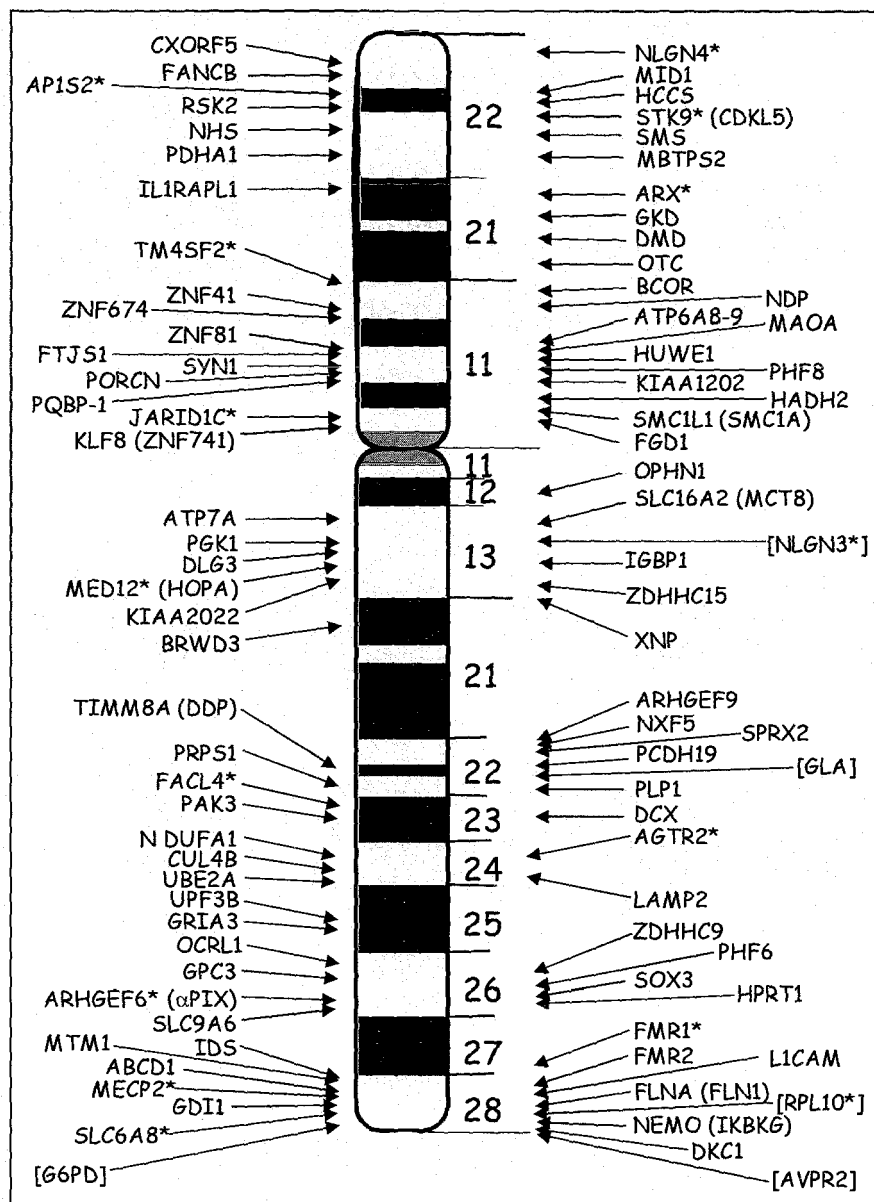 CXORF5
FANCB
AP1S2*
RSK2
NHS
PDHA1
IL1RAPL1
TM4SF2*
ZNF41
ZNF674
ZNF81
FTJS1
SYN1
PORCN
PQBP-1
JARID1C*
KLF8 (ZNF741)
ATP7A
PGK1
DLG3
MED12* (HOPA)
KIAA2022
BRWD3
TIMM8A (DDP)
PRPS1
FACL4*
PAK3
N DUFA1
CUL4B
UBE2A
UPF3B
GRIA3
OCRL1
GPC3
ARHGEF6* (αPIX)
SLC9A6
IDS
MTM1
ABCD1
MECP2*
GDI1
SLC6A8*
[G6PD]
22
21
11
11
12
13
21
22
23
24
25
26
27
28
NLGN4*
MID1
HCCS
STK9* (CDKL5)
SMS
MBTPS2
ARX*
GKD
DMD
OTC
BCOR
NDP
ATP6A8-9
MAOA
HUWE1
PHF8
KIAA1202
HADH2
SMC1L1 (SMC1A)
FGD1
OPHN1
SLC16A2 (MCT8)
[NLGN3*]
IGBP1
ZDHHC15
XNP
ARHGEF9
NXF5
SPRX2
PCDH19
[GLA]
PLP1
DCX
AGTR2*
LAMP2
ZDHHC9
PHF6
SOX3
HPRT1
FMR1*
FMR2
L1CAM
FLNA (FLN1)
[RPL10*]
NEMO (IKBKG)
DKC1
[AVPR2]